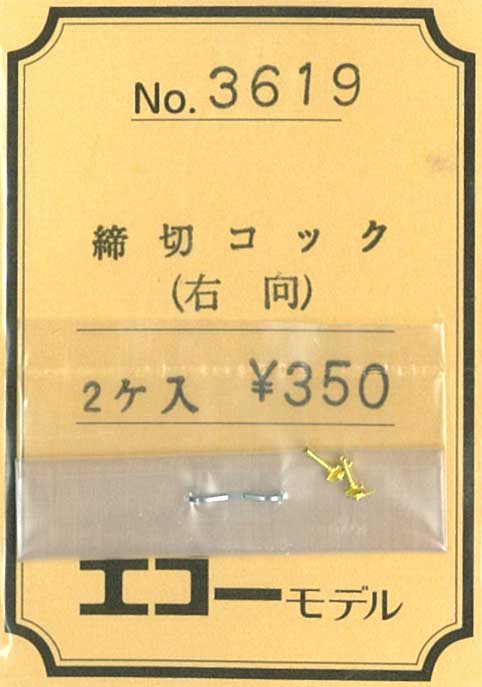 No. 3619
締切コック
(右向)
2ケ入 ¥350
エコーモデル